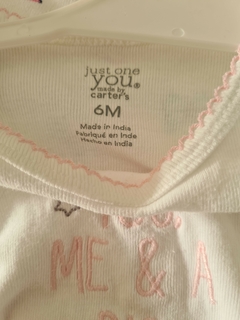 just one
you®
made by
carter's
6M
Made in India
Fabriqué en Inde
Hecho en India
ME & A